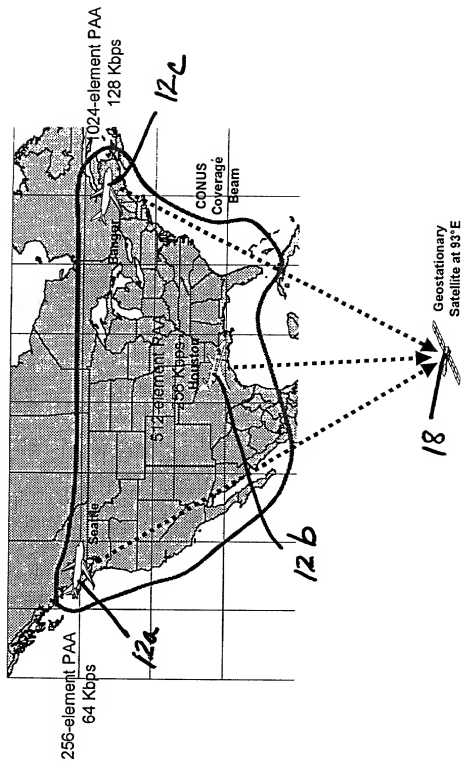 256-element PAA
64 Kbps
12a
Seattle
512-element PAA
256 Kbps
Houston
12b
Bangor
1024-element PAA
128 Kbps
12c
CONUS
Coverage
Beam
18
Geostationary
Satellite at 93°E